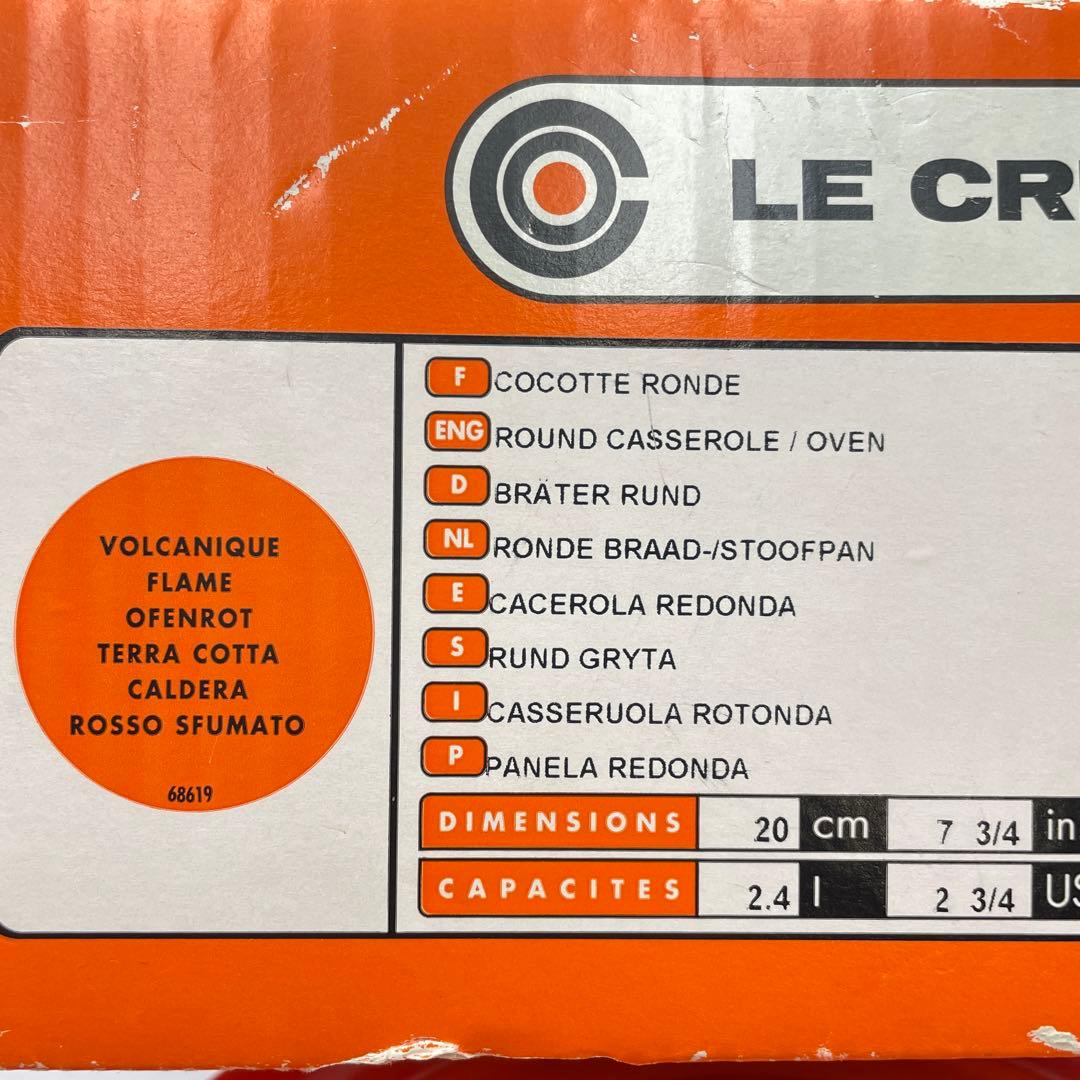 LE CR
F COCOTTE RONDE
ENG ROUND CASSEROLE / OVEN
D BRÄTER RUND
NL RONDE BRAAD-/STOOFPAN
E CACEROLA REDONDA
S RUND GRYTA
I CASSERUOLA ROTONDA
P PANELA REDONDA
VOLCANIQUE
FLAME
OFENROT
TERRA COTTA
CALDERA
ROSSO SFUMATO
68619
DIMENSIONS 20 cm 7 3/4 in
CAPACITES 2.4 l 2 3/4 US